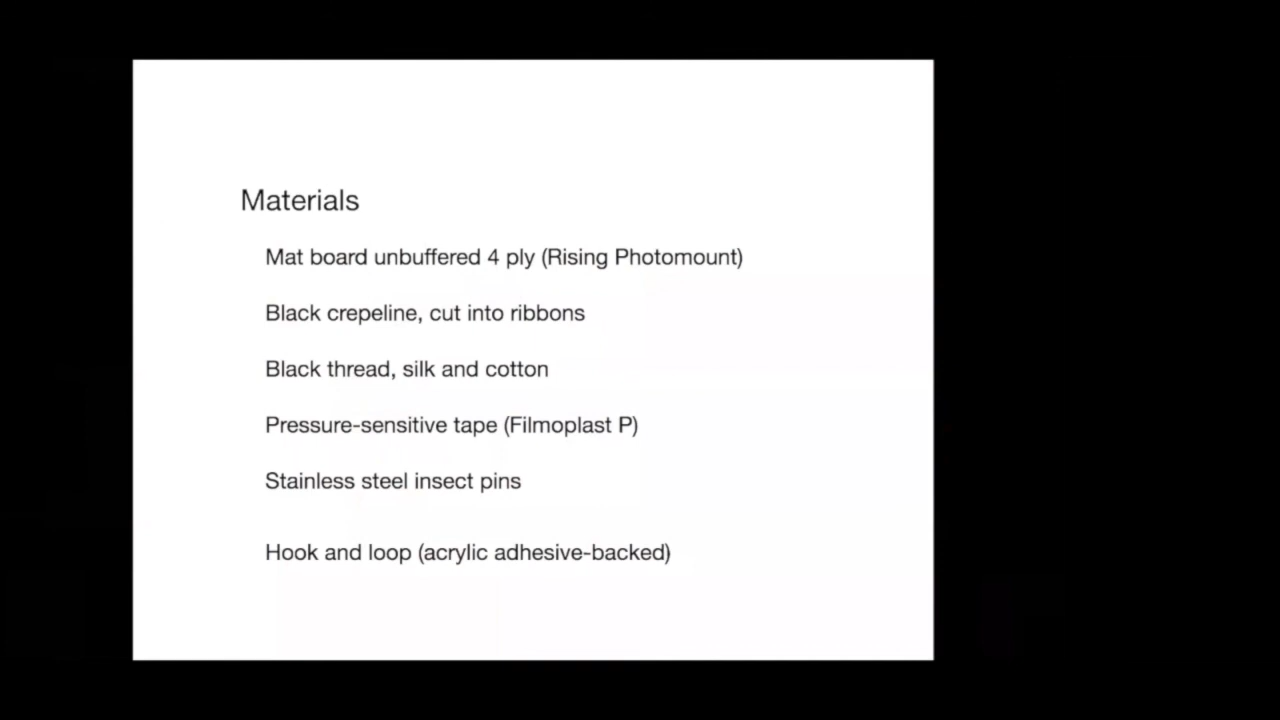 Materials
Mat board unbuffered 4 ply (Rising Photomount)
Black crepeline, cut into ribbons
Black thread, silk and cotton
Pressure-sensitive tape (Filmoplast P)
Stainless steel insect pins
Hook and loop (acrylic adhesive-backed)